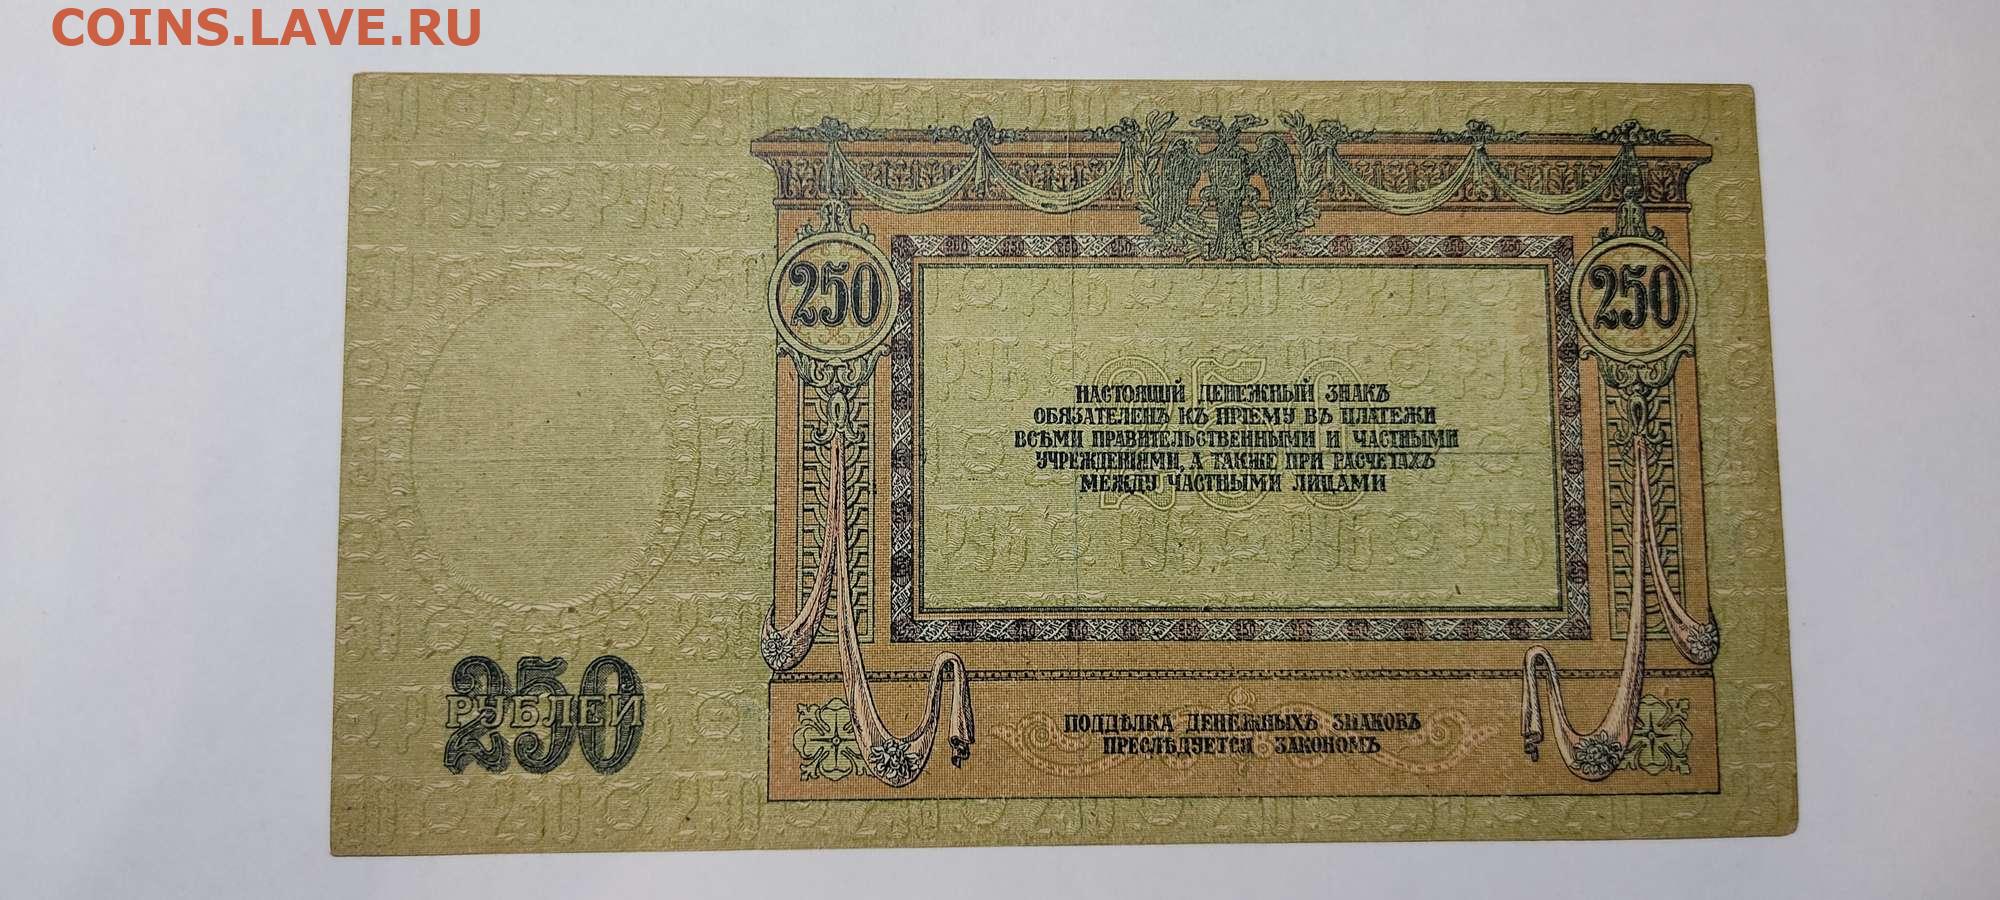 COINS.LAVE.RU
250
250
НАСТОЯЩІЙ ДЕНЕЖНЫЙ ЗНАКЪ
ОБЯЗАТЕЛЕНЪ КЪ ПРІЕМУ ВЪ ПЛАТЕЖИ
ВСѢМИ ПРАВИТЕЛЬСТВЕННЫМИ И ЧАСТНЫМИ
УЧРЕЖДЕНІЯМИ, А ТАКЖЕ ПРИ РАСЧЕТАХЪ
МЕЖДУ ЧАСТНЫМИ ЛИЦАМИ
250
250
РУБЛЕЙ
ПОДДѢЛКА ДЕНЕЖНЫХЪ ЗНАКОВЪ
ПРЕСЛѢДУЕТСЯ ЗАКОНОМЪ